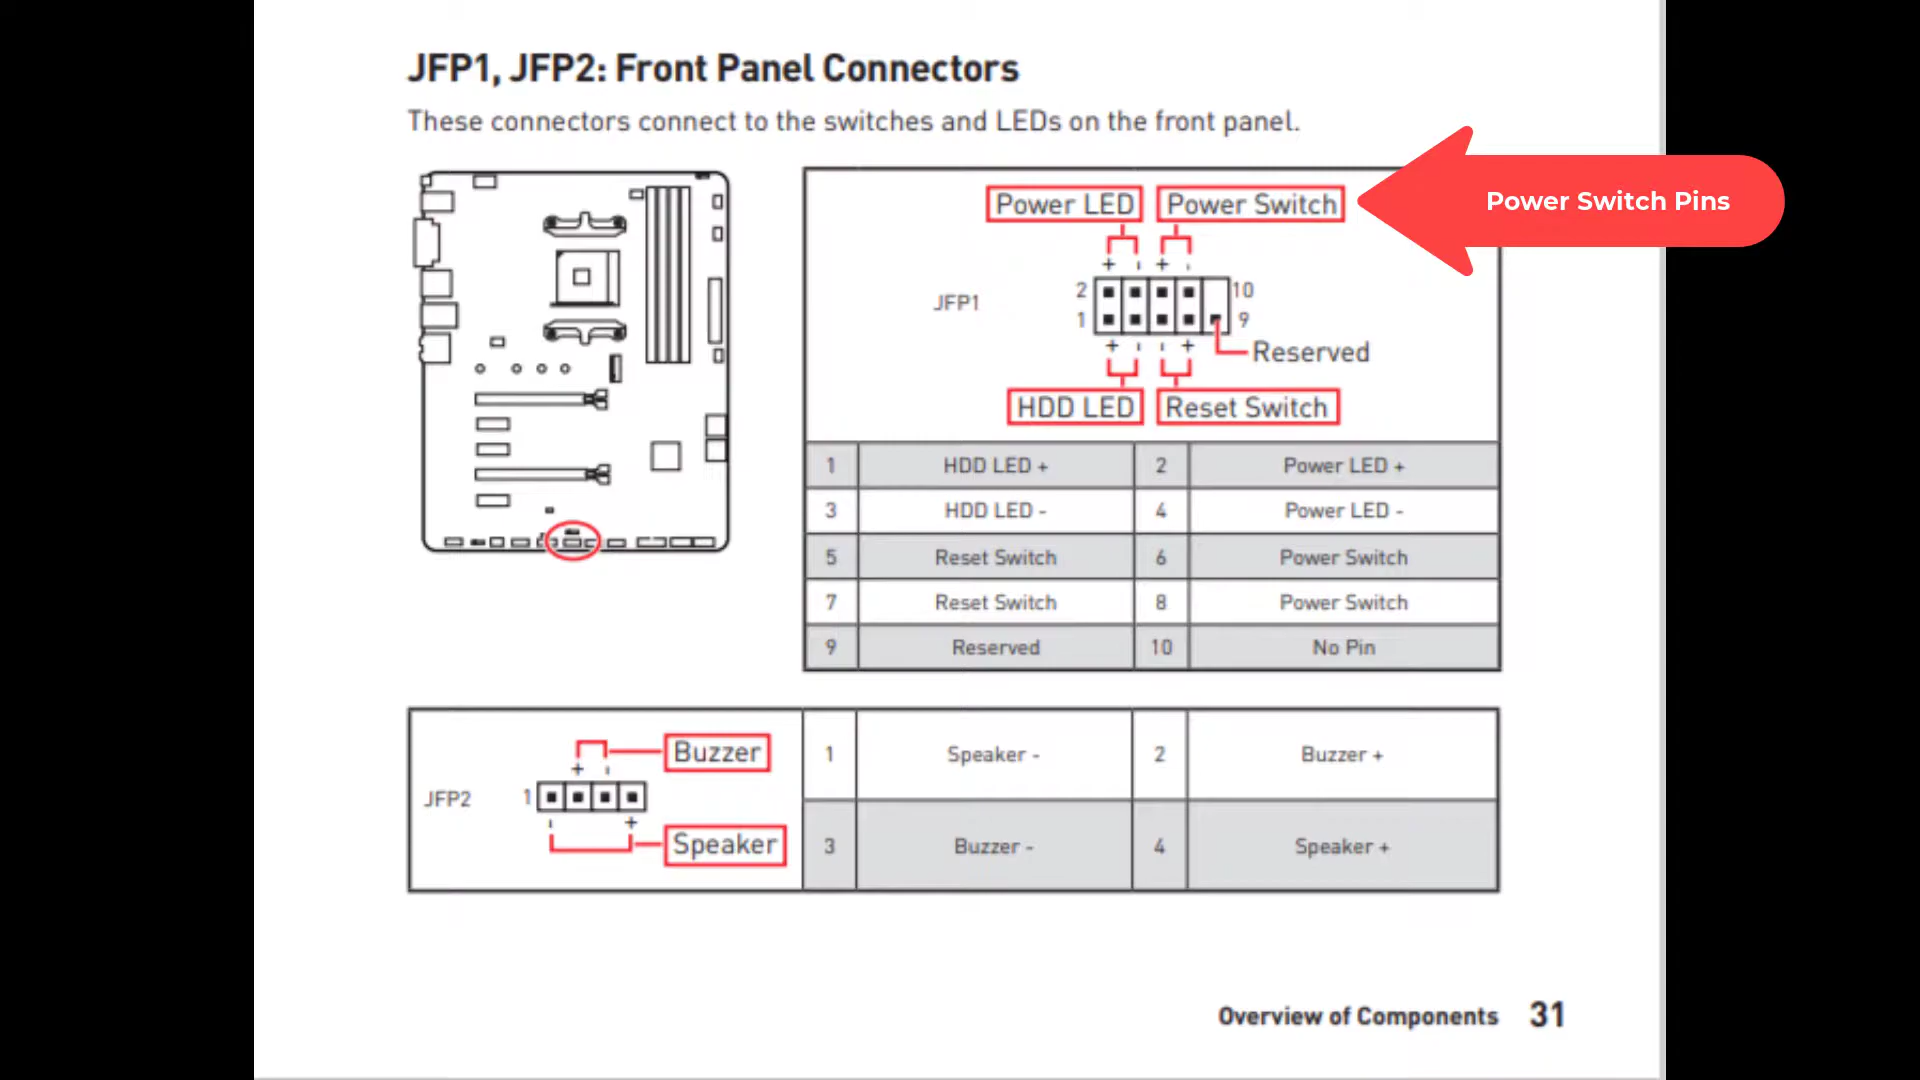 JFP1, JFP2: Front Panel Connectors
These connectors connect to the switches and LEDs on the front panel.
Power Switch Pins
Power LED Power Switch
+ - + -
2 10
JFP1
1 9
+ - - +
Reserved
HDD LED Reset Switch
1 HDD LED + 2 Power LED +
3 HDD LED - 4 Power LED -
5 Reset Switch 6 Power Switch
7 Reset Switch 8 Power Switch
9 Reserved 10 No Pin
Buzzer
+ -
JFP2 1
- +
Speaker
1 Speaker - 2 Buzzer +
3 Buzzer - 4 Speaker +
Overview of Components 31